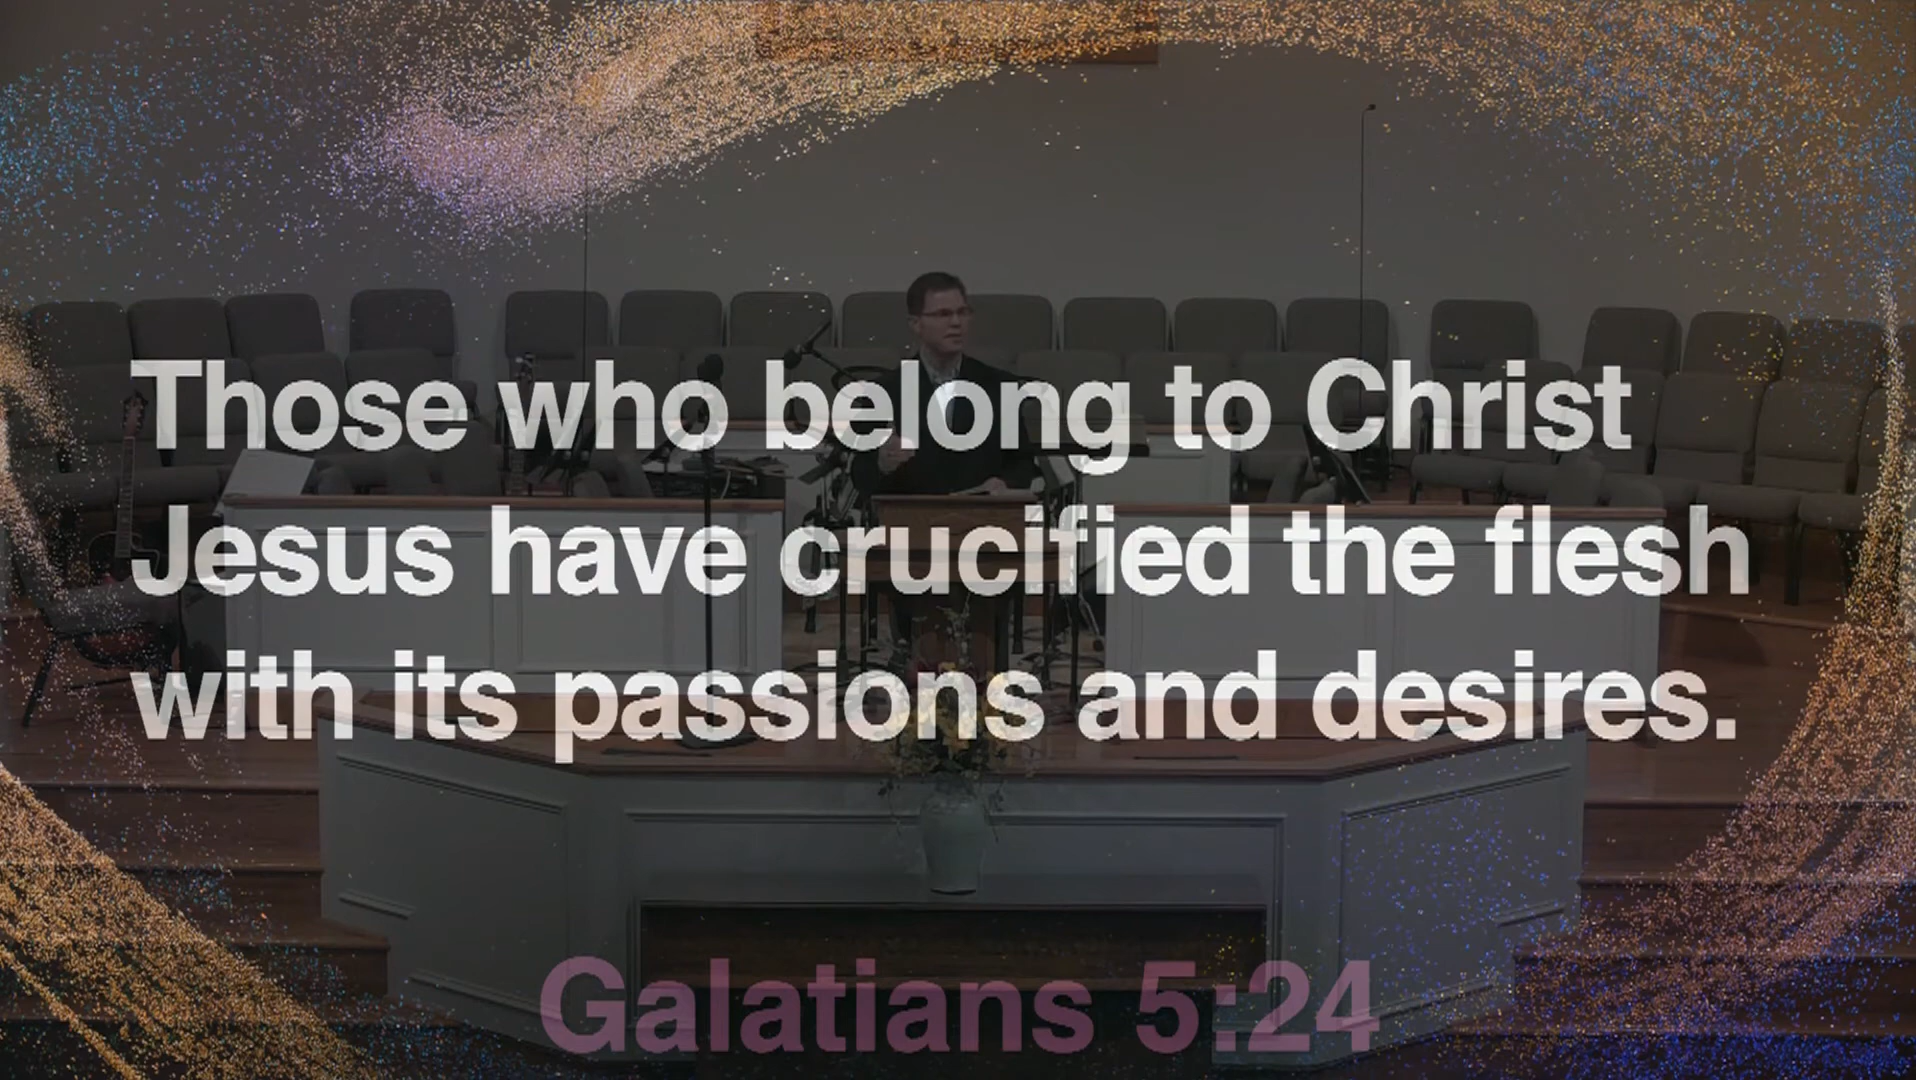 Those who belong to Christ
Jesus have crucified the flesh
with its passions and desires.
Galatians 5:24